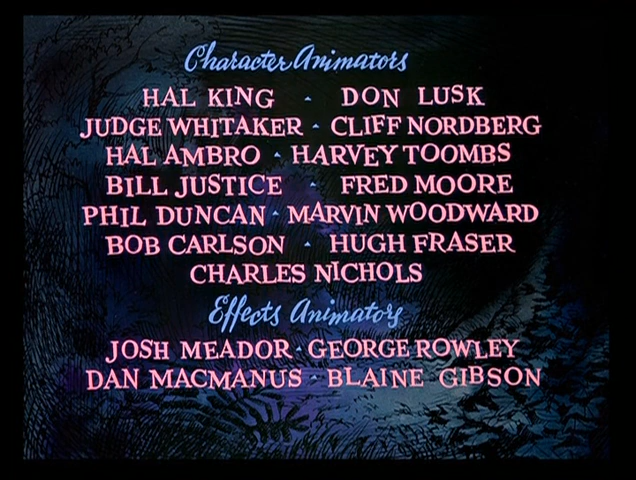 Character Animators
HAL KING - DON LUSK
JUDGE WHITAKER - CLIFF NORDBERG
HAL AMBRO - HARVEY TOOMBS
BILL JUSTICE - FRED MOORE
PHIL DUNCAN - MARVIN WOODWARD
BOB CARLSON - HUGH FRASER
CHARLES NICHOLS
Effects Animators
JOSH MEADOR - GEORGE ROWLEY
DAN MACMANUS - BLAINE GIBSON